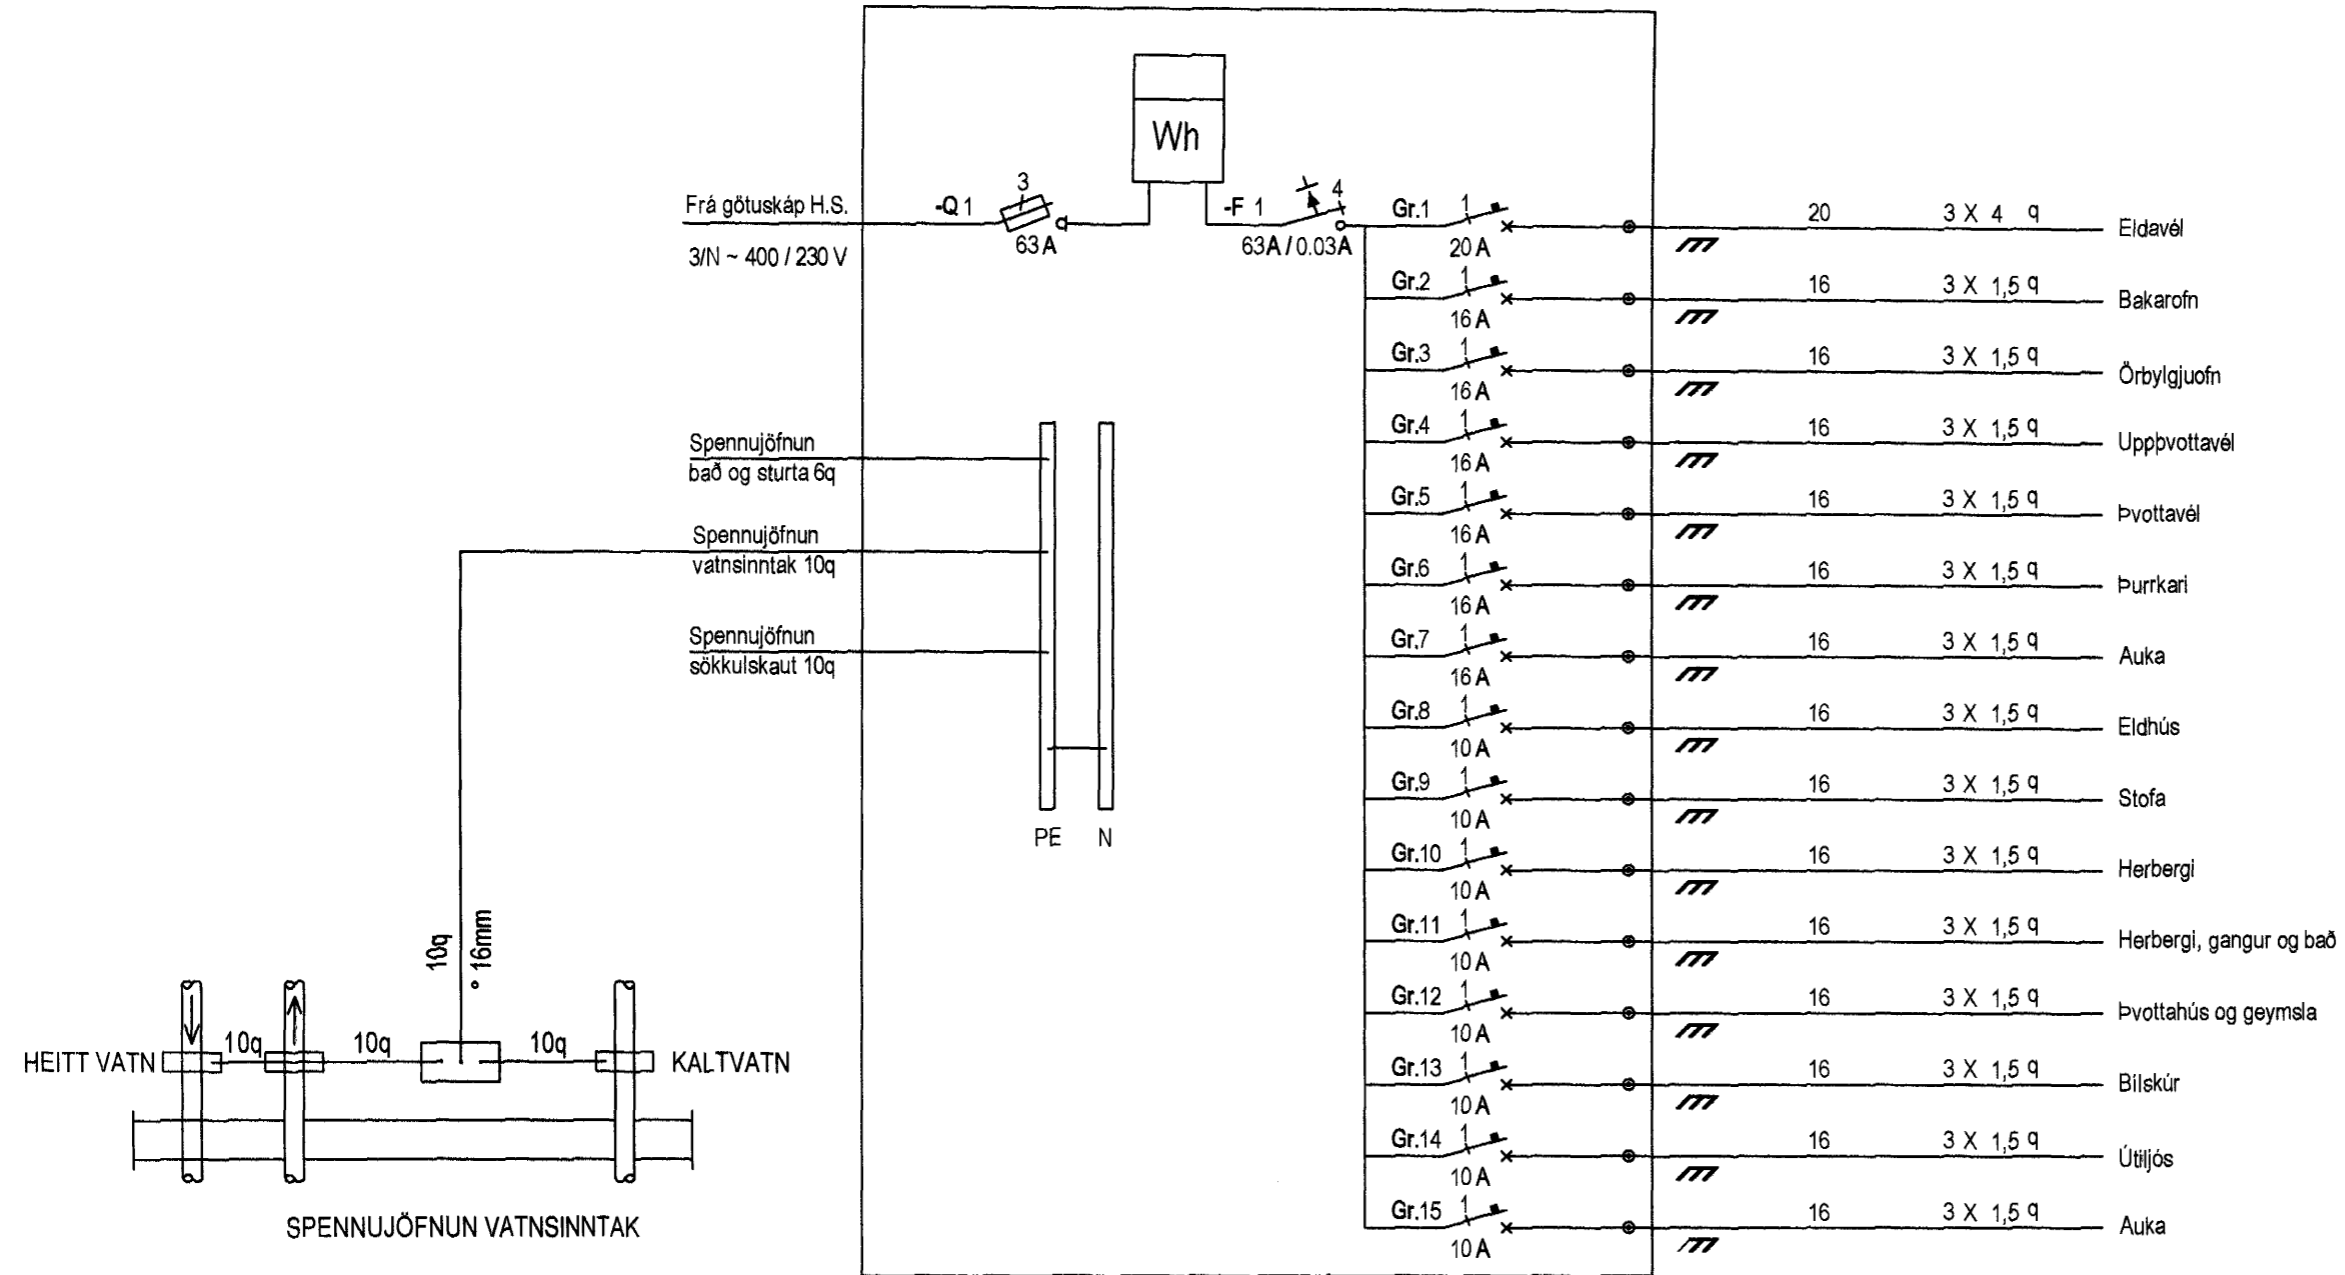 Wh
Frá götuskáp H.S.
3/N ~ 400 / 230 V
-Q 1
3
63A
-F 1
4
63A / 0.03A
Gr.1 1 20 3 X 4 q Eldavél
20 A
Gr.2 1 16 3 X 1,5 q Bakarofn
16 A
Gr.3 1 16 3 X 1,5 q Örbylgjuofn
16 A
Gr.4 1 16 3 X 1,5 q Uppþvottavél
16 A
Gr.5 1 16 3 X 1,5 q Þvottavél
16 A
Gr.6 1 16 3 X 1,5 q Þurrkari
16 A
Gr.7 1 16 3 X 1,5 q Auka
16 A
Gr.8 1 16 3 X 1,5 q Eldhús
10 A
Gr.9 1 16 3 X 1,5 q Stofa
10 A
Gr.10 1 16 3 X 1,5 q Herbergi
10 A
Gr.11 1 16 3 X 1,5 q Herbergi, gangur og bað
10 A
Gr.12 1 16 3 X 1,5 q Þvottahús og geymsla
10 A
Gr.13 1 16 3 X 1,5 q Bílskúr
10 A
Gr.14 1 16 3 X 1,5 q Útiljós
10 A
Gr.15 1 16 3 X 1,5 q Auka
10 A
Spennujöfnun
bað og sturta 6q
Spennujöfnun
vatnsinntak 10q
Spennujöfnun
sökkulskaut 10q
PE N
10q
16mm
HEITT VATN 10q 10q 10q KALTVATN
SPENNUJÖFNUN VATNSINNTAK